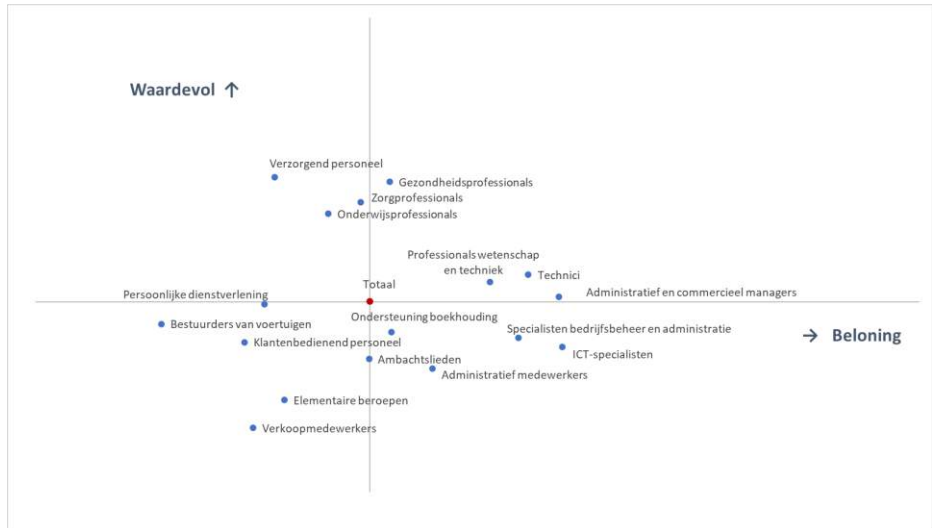 Waardevol ↑
Verzorgend personeel
Gezondheidsprofessionals
Zorgprofessionals
Onderwijsprofessionals
Professionals wetenschap
en techniek
Technici
Totaal
Administratief en commercieel managers
Persoonlijke dienstverlening
Ondersteuning boekhouding
Bestuurders van voertuigen
Specialisten bedrijfsbeheer en administratie
→ Beloning
Klantenbedienend personeel
ICT-specialisten
Ambachtslieden
Administratief medewerkers
Elementaire beroepen
Verkoopmedewerkers